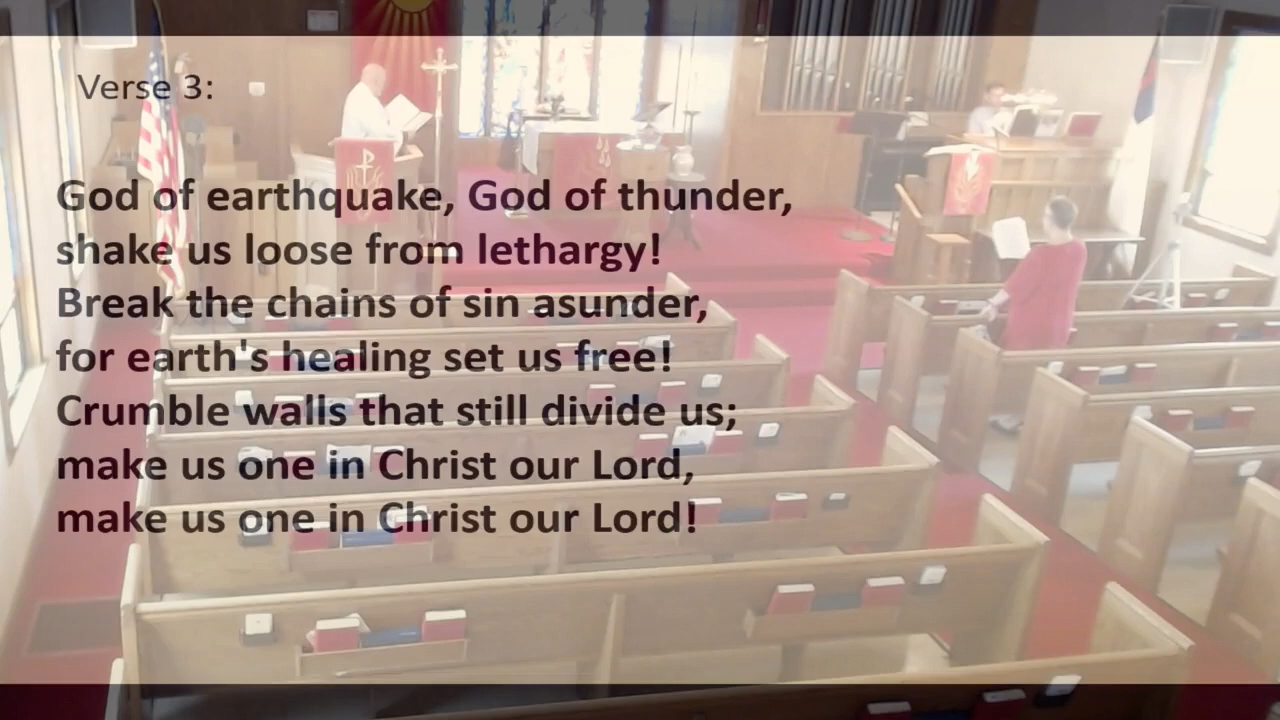 Verse 3:
God of earthquake, God of thunder,
shake us loose from lethargy!
Break the chains of sin asunder,
for earth's healing set us free!
Crumble walls that still divide us;
make us one in Christ our Lord,
make us one in Christ our Lord!